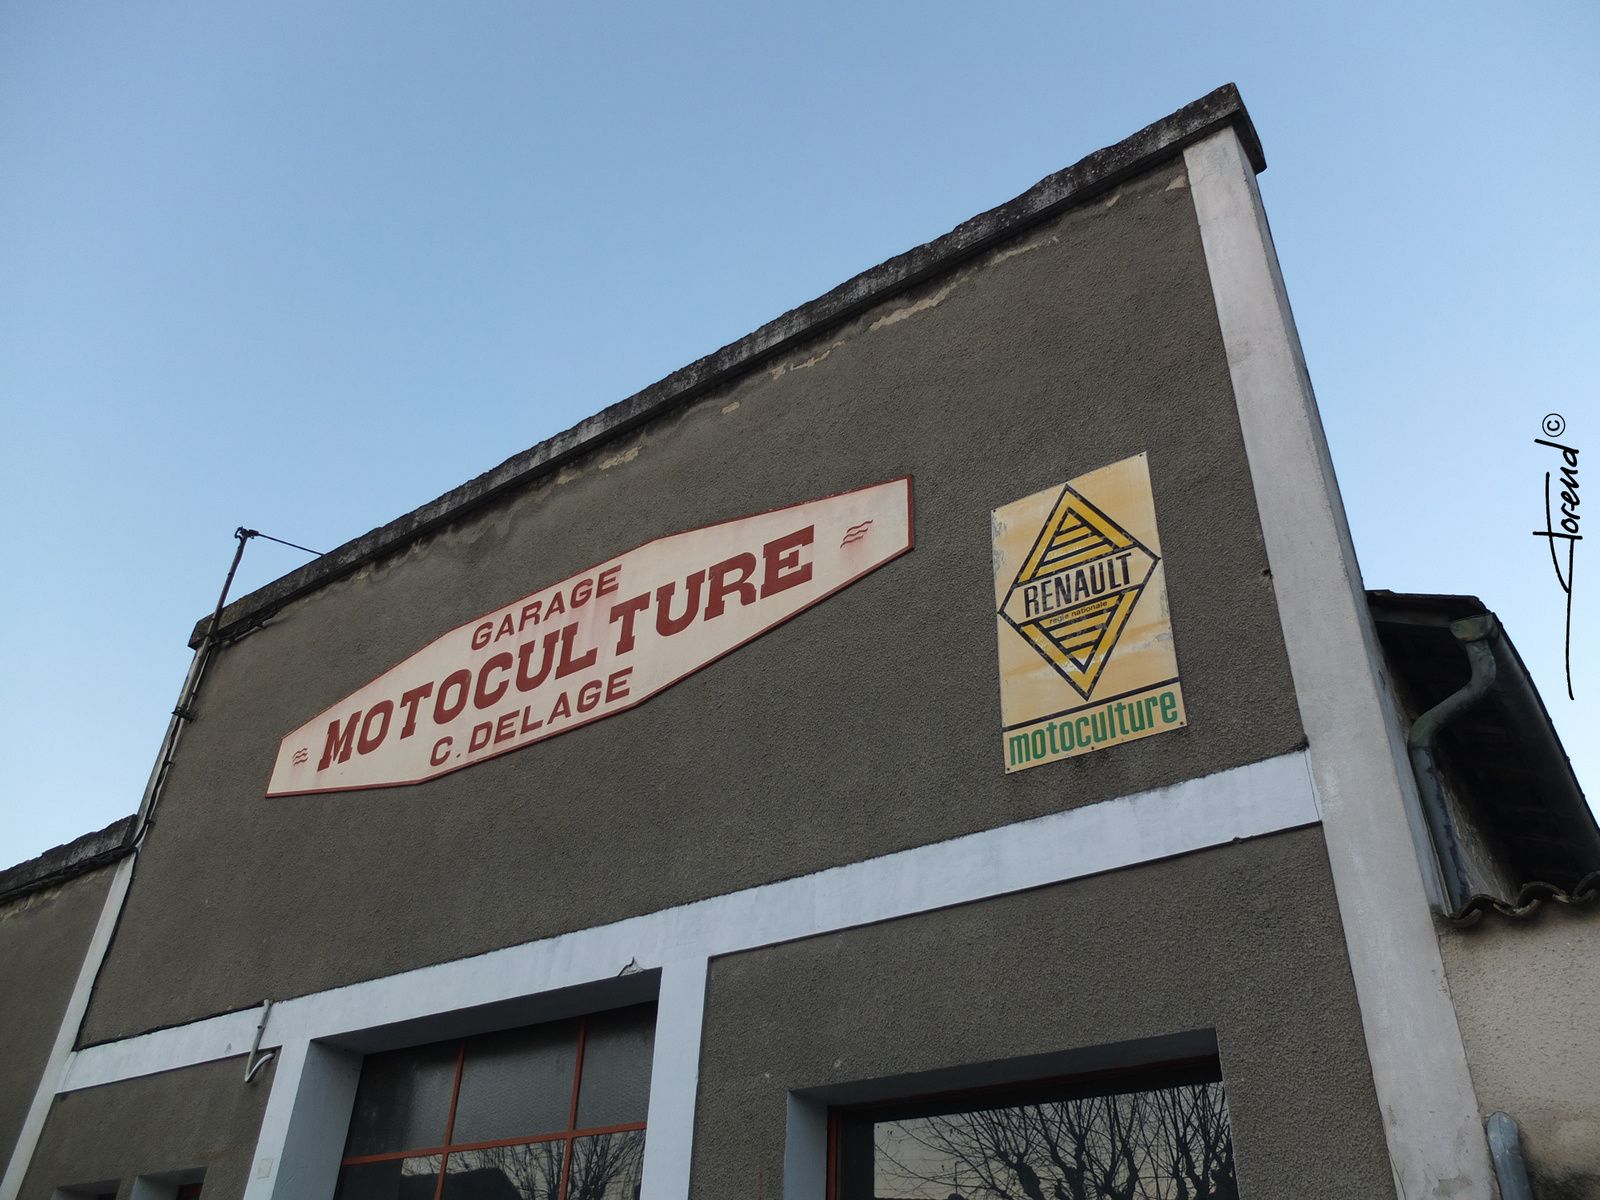 GARAGE
MOTOCULTURE
C. DELAGE
RENAULT
régie nationale
motoculture